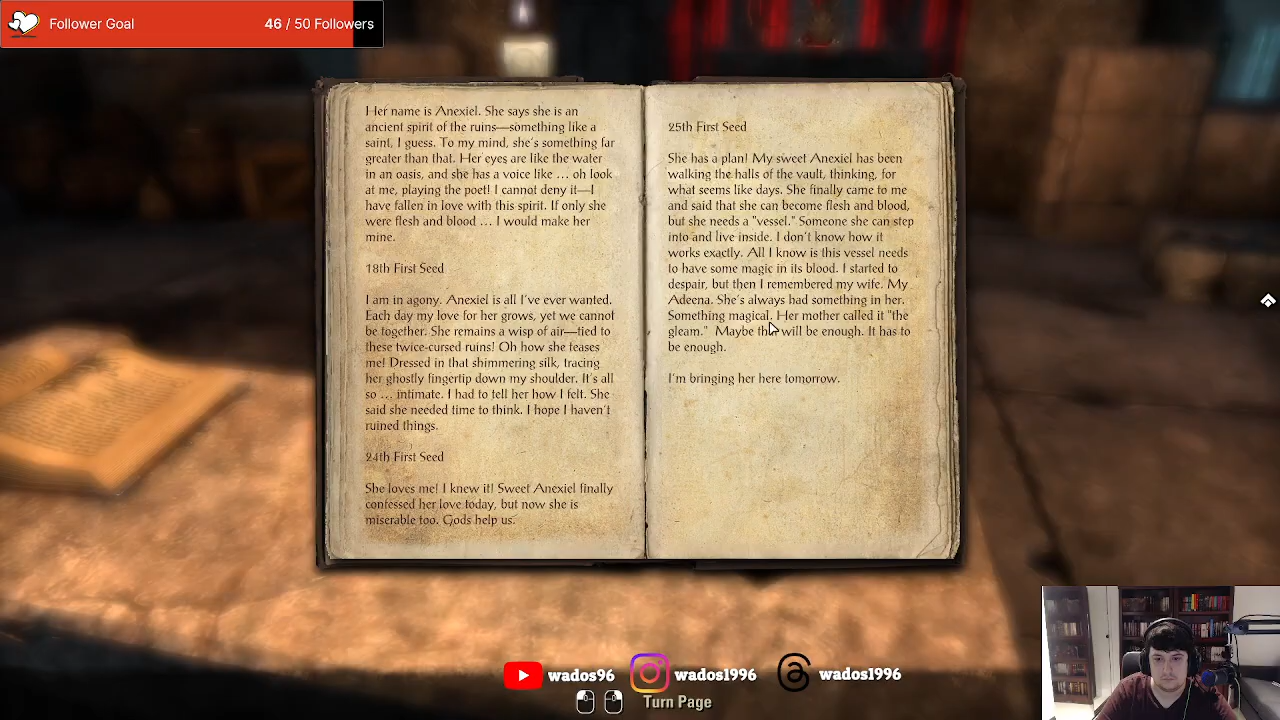 Follower Goal
46 / 50 Followers
Her name is Anexiel. She says she is an
ancient spirit of the ruins—something like a
saint, I guess. To my mind, she's something far
greater than that. Her eyes are like the water
in an oasis, and she has a voice like … oh look
at me, playing the poet! I cannot deny it—I
have fallen in love with this spirit. If only she
were flesh and blood … I would make her
mine.
18th First Seed
I am in agony. Anexiel is all I've ever wanted.
Each day my love for her grows, yet we cannot
be together. She remains a wisp of air—tied to
these twice-cursed ruins! Oh how she teases
me! Dressed in that shimmering silk, tracing
her ghostly fingertip down my shoulder. It's all
so … intimate. I had to tell her how I felt. She
said she needed time to think. I hope I haven't
ruined things.
24th First Seed
She loves me! I knew it! Sweet Anexiel finally
confessed her love today, but now she is
miserable too. Gods help us.
25th First Seed
She has a plan! My sweet Anexiel has been
walking the halls of the vault, thinking, for
what seems like days. She finally came to me
and said that she can become flesh and blood,
but she needs a "vessel." Someone she can step
into and live inside. I don't know how it
works exactly. All I know is this vessel needs
to have some magic in its blood. I started to
despair, but then I remembered my wife. My
Adeena. She's always had something in her.
Something magical. Her mother called it "the
gleam." Maybe that will be enough. It has to
be enough.
I'm bringing her here tomorrow.
wados96
wados1996
wados1996
Turn Page